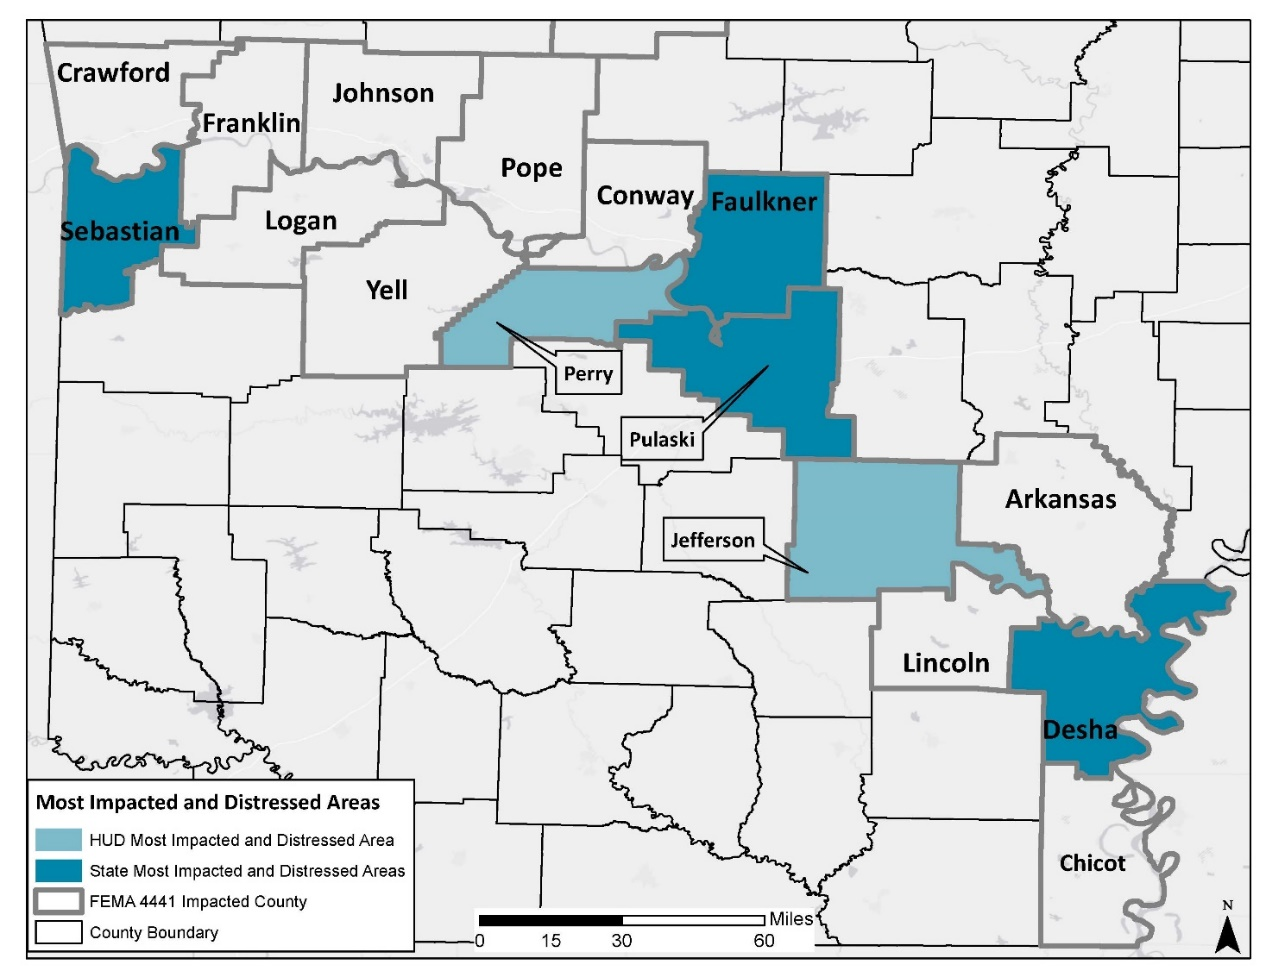 Crawford
Johnson
Franklin
Pope
Conway
Faulkner
Logan
Sebastian
Yell
Perry
Pulaski
Arkansas
Jefferson
Lincoln
Desha
Chicot
Most Impacted and Distressed Areas
HUD Most Impacted and Distressed Area
State Most Impacted and Distressed Areas
FEMA 4441 Impacted County
County Boundary
Miles
0 15 30 60
N